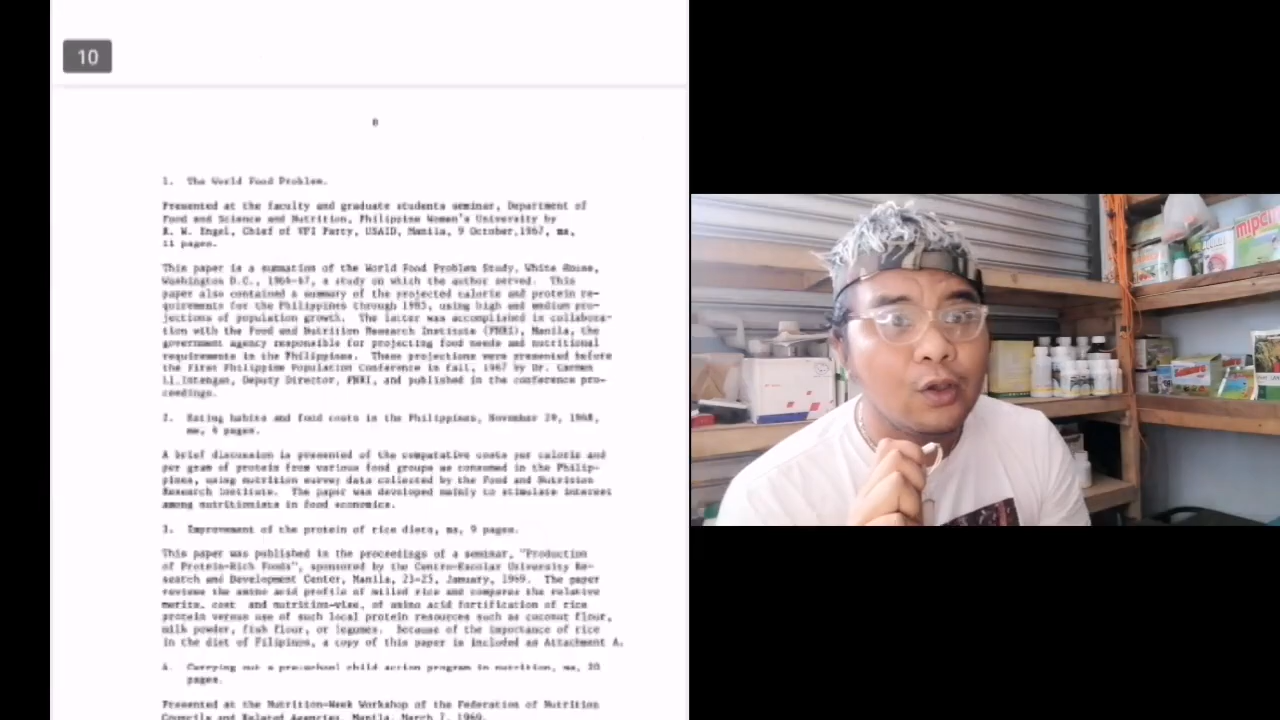 10
8
1. The World Food Problem.
Presented at the faculty and graduate students seminar, Department of
Food and Science and Nutrition, Philippine Women's University by
R. W. Engel, Chief of VPI Party, USAID, Manila, 9 October,1967, ms,
11 pages.
This paper is a summation of the World Food Problem Study, White House,
Washington D.C., 1966-67, a study on which the author served. This
paper also contained a summary of the projected calorie and protein re-
quirements for the Philippines through 1985, using high and medium pro-
jections of population growth. The latter was accomplished in collabora-
tion with the Food and Nutrition Research Institute (FNRI), Manila, the
government agency responsible for projecting food needs and nutritional
requirements in the Philippines. These projections were presented before
the First Philippine Population Conference in fall, 1967 by Dr. Carmen
Ll.Intengan, Deputy Director, FNRI, and published in the conference pro-
ceedings.
2. Eating habits and food costs in the Philippines, November 20, 1968,
ms, 6 pages.
A brief discussion is presented of the comparative costs per calorie and
per gram of protein from various food groups as consumed in the Philip-
pines, using nutrition survey data collected by the Food and Nutrition
Research Institute. The paper was developed mainly to stimulate interest
among nutritionists in food economics.
3. Improvement of the protein of rice diets, ms, 9 pages.
This paper was published in the proceedings of a seminar, "Production
of Protein-Rich Foods", sponsored by the Centro-Escolar University Re-
search and Development Center, Manila, 23-25, January, 1969. The paper
reviews the amino acid profile of milled rice and compares the relative
merits, cost and nutrition-wise, of amino acid fortification of rice
protein versus use of such local protein resources such as coconut flour,
milk powder, fish flour, or legumes. Because of the importance of rice
in the diet of Filipinos, a copy of this paper is included as Attachment A.
4. Carrying out a pre-school child action program in nutrition, ms, 20
pages.
Presented at the Nutrition-Week Workshop of the Federation of Nutrition
Councils and Related Agencies, Manila, March 7, 1969.
mipci